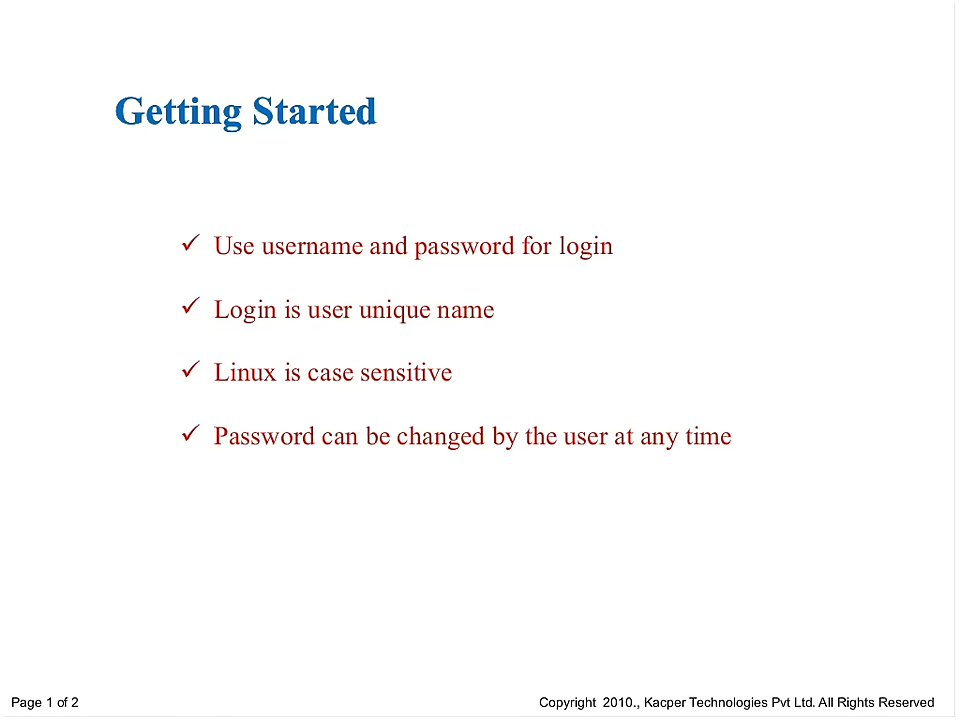 Getting Started
✓ Use username and password for login
✓ Login is user unique name
✓ Linux is case sensitive
✓ Password can be changed by the user at any time
Page 1 of 2
Copyright 2010., Kacper Technologies Pvt Ltd. All Rights Reserved